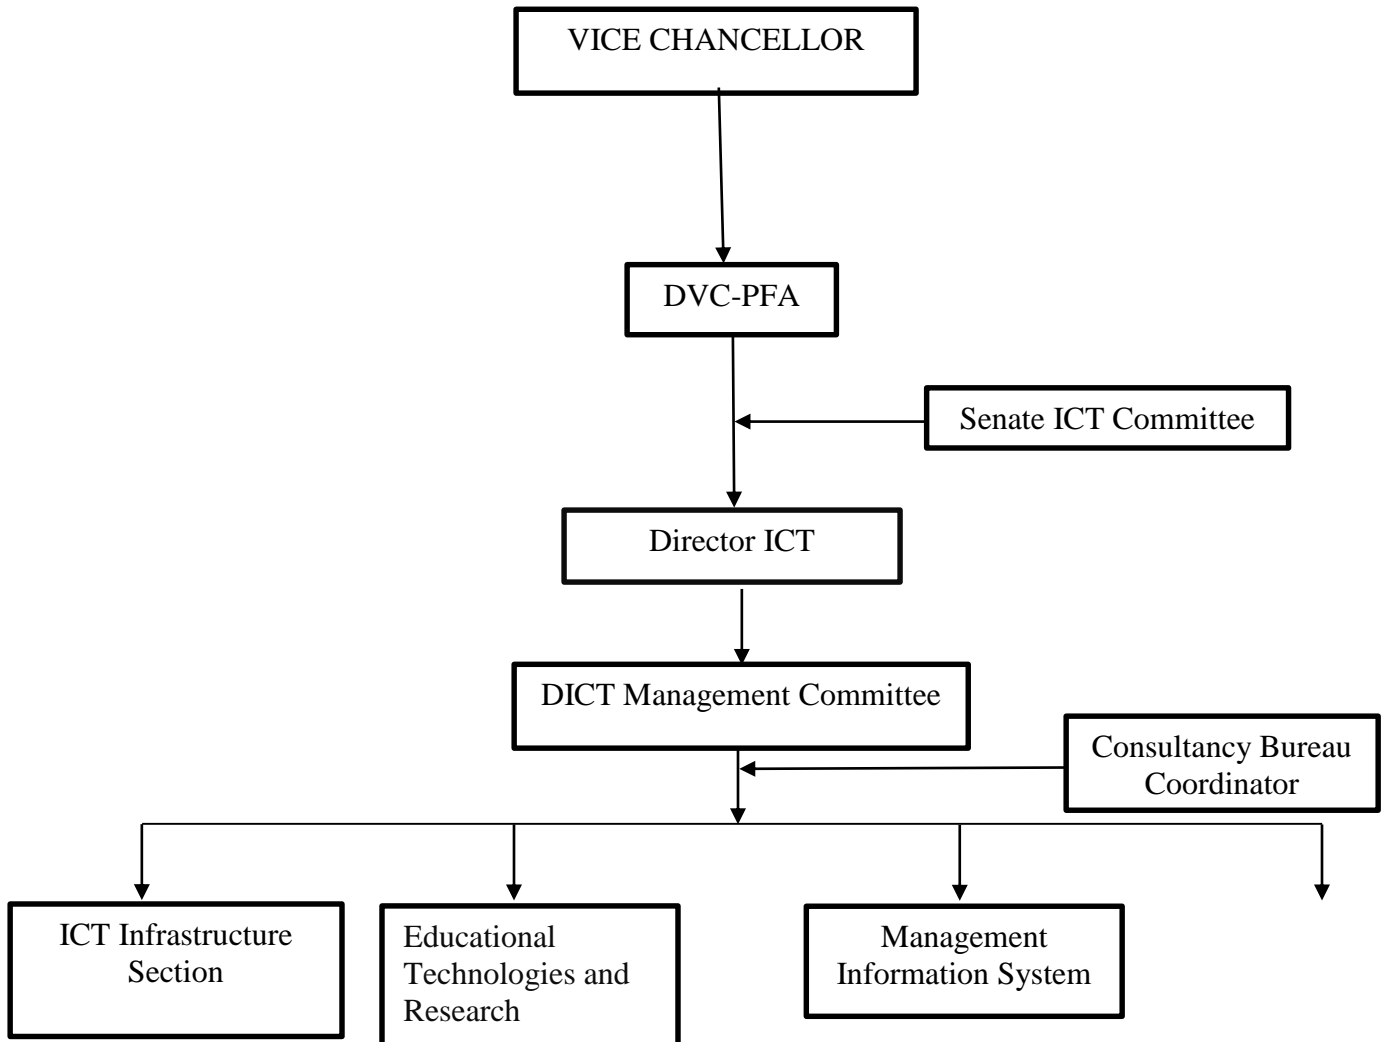 VICE CHANCELLOR
DVC-PFA
Senate ICT Committee
Director ICT
DICT Management Committee
Consultancy Bureau
Coordinator
ICT Infrastructure
Section
Educational
Technologies and
Research
Management
Information System